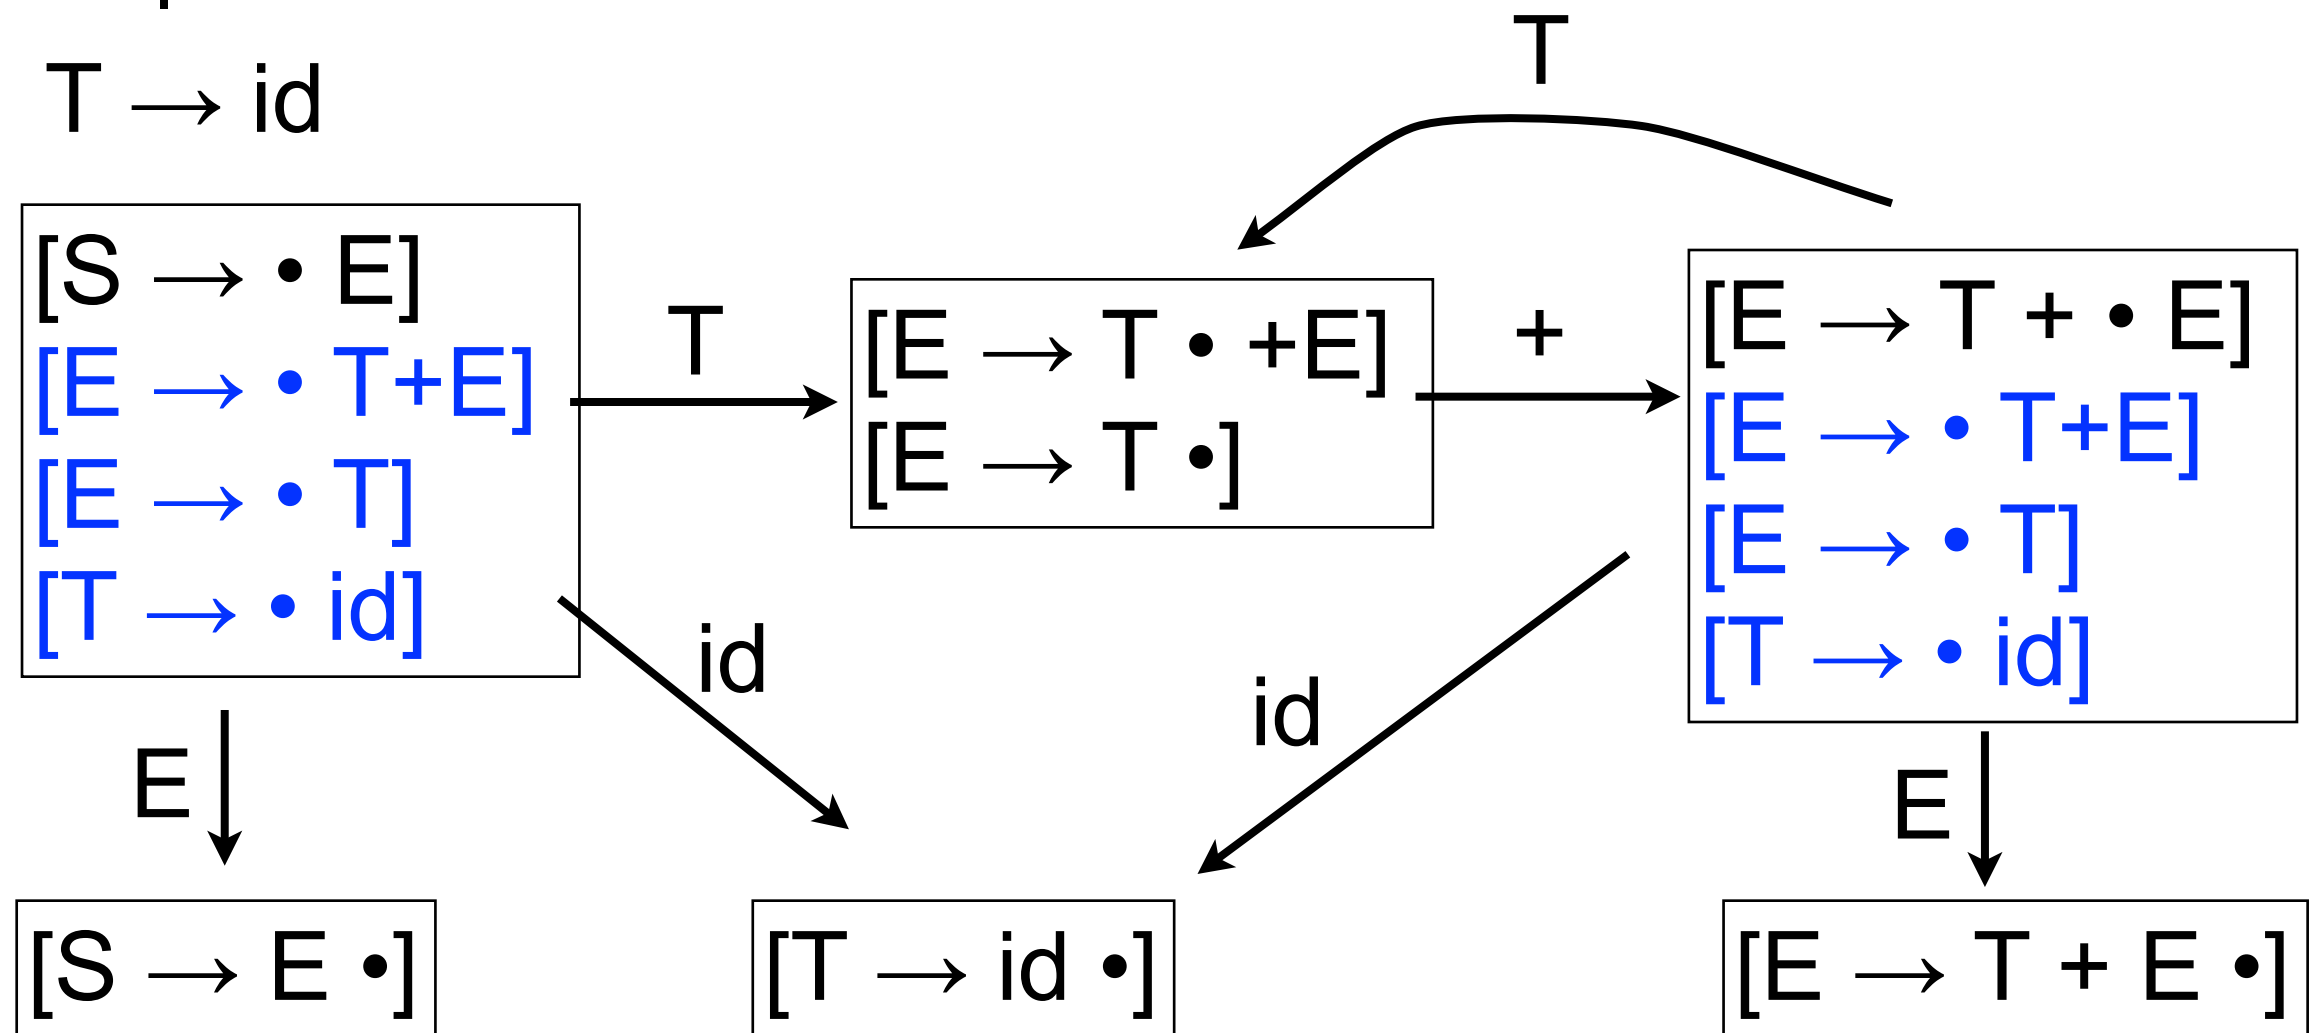 T → id
T
[S → • E]
[E → • T+E]
[E → • T]
[T → • id]
T
[E → T • +E]
[E → T •]
+
[E → T + • E]
[E → • T+E]
[E → • T]
[T → • id]
id
id
E
E
[S → E •]
[T → id •]
[E → T + E •]